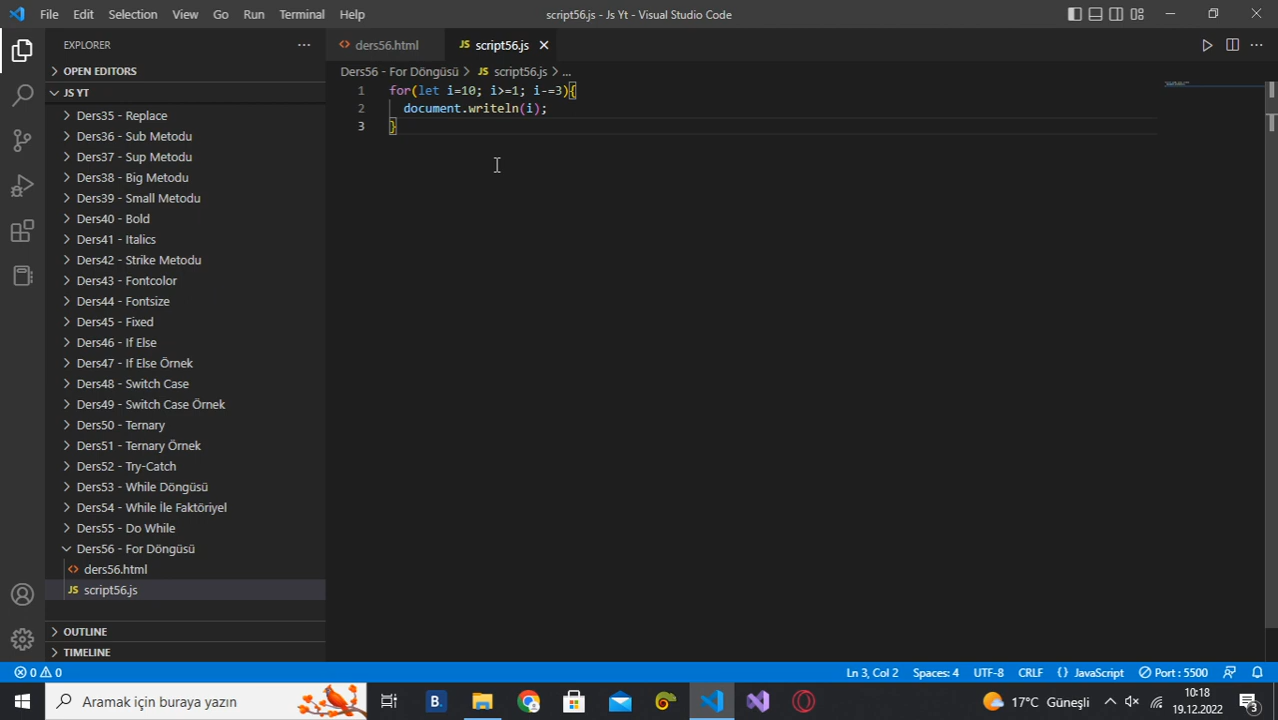 File Edit Selection View Go Run Terminal Help
script56.js - Js Yt - Visual Studio Code
EXPLORER
OPEN EDITORS
JS YT
Ders35 - Replace
Ders36 - Sub Metodu
Ders37 - Sup Metodu
Ders38 - Big Metodu
Ders39 - Small Metodu
Ders40 - Bold
Ders41 - Italics
Ders42 - Strike Metodu
Ders43 - Fontcolor
Ders44 - Fontsize
Ders45 - Fixed
Ders46 - If Else
Ders47 - If Else Örnek
Ders48 - Switch Case
Ders49 - Switch Case Örnek
Ders50 - Ternary
Ders51 - Ternary Örnek
Ders52 - Try-Catch
Ders53 - While Döngüsü
Ders54 - While İle Faktöriyel
Ders55 - Do While
Ders56 - For Döngüsü
<> ders56.html
JS script56.js
OUTLINE
TIMELINE
<> ders56.html JS script56.js
Ders56 - For Döngüsü > JS script56.js > ...
1 for(let i=10; i>=1; i-=3){
2 document.writeln(i);
3 }
0 0
Ln 3, Col 2 Spaces: 4 UTF-8 CRLF {} JavaScript Port : 5500
Aramak için buraya yazın
B.
17°C Güneşli
10:18
19.12.2022
3